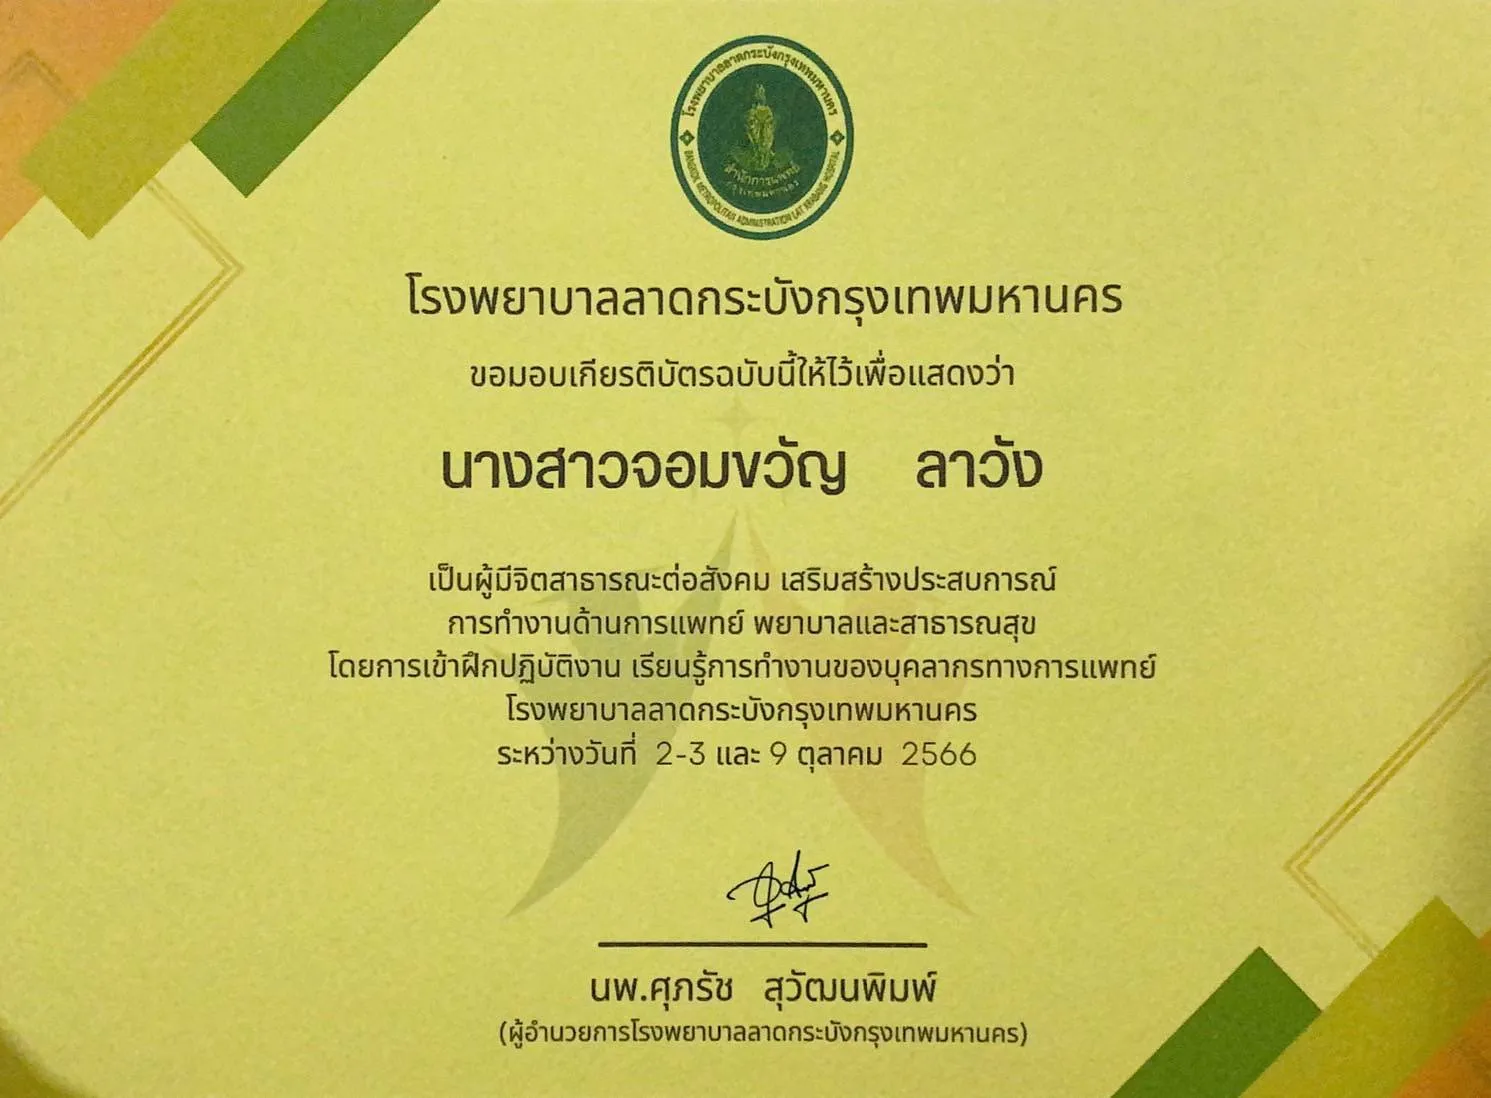 โรงพยาบาลลาดกระบังกรุงเทพมหานคร
สำนักการแพทย์
กรุงเทพมหานคร
BANGKOK METROPOLITAN ADMINISTRATION LAT KRABANG HOSPITAL
โรงพยาบาลลาดกระบังกรุงเทพมหานคร
ขอมอบเกียรติบัตรฉบับนี้ให้ไว้เพื่อแสดงว่า
นางสาวจอมขวัญ ลาวัง
เป็นผู้มีจิตสาธารณะต่อสังคม เสริมสร้างประสบการณ์
การทำงานด้านการแพทย์ พยาบาลและสาธารณสุข
โดยการเข้าฝึกปฏิบัติงาน เรียนรู้การทำงานของบุคลากรทางการแพทย์
โรงพยาบาลลาดกระบังกรุงเทพมหานคร
ระหว่างวันที่ 2-3 และ 9 ตุลาคม 2566
นพ.ศุภรัช สุวัฒนพิมพ์
(ผู้อำนวยการโรงพยาบาลลาดกระบังกรุงเทพมหานคร)